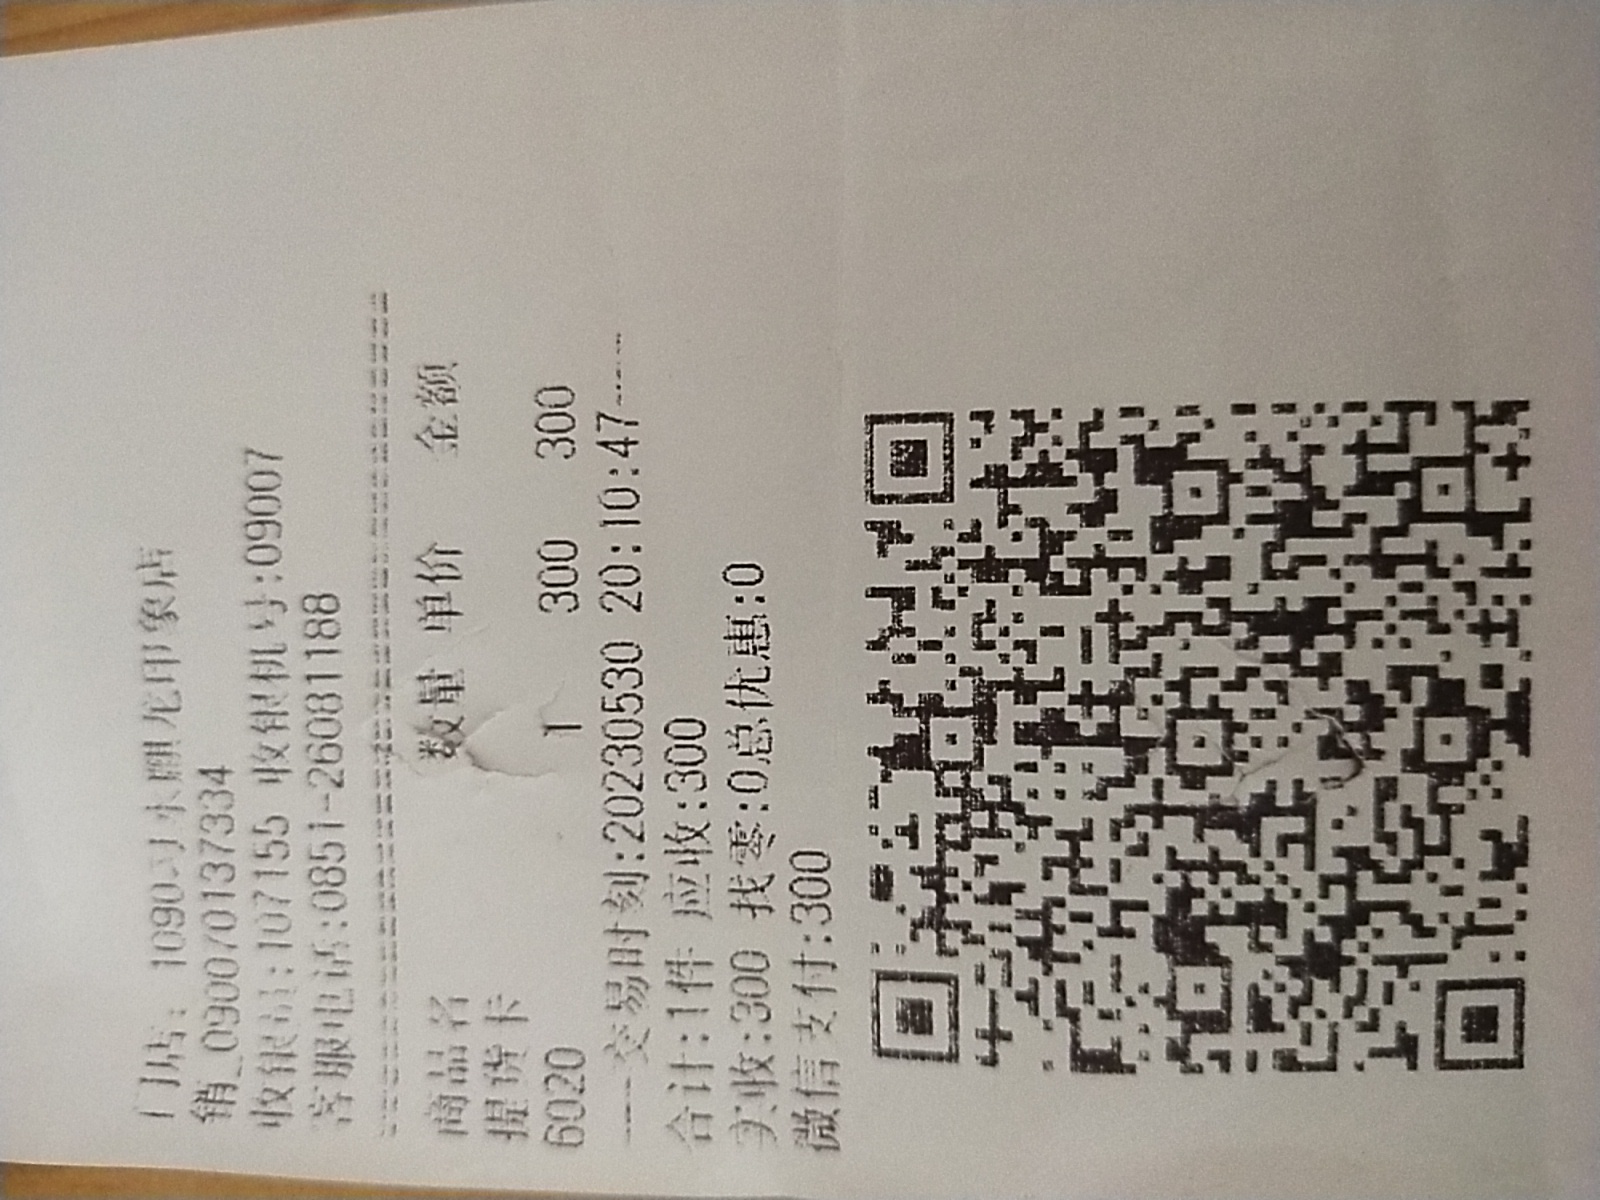 门店: 1090习水麒龙印象店
销_0900701373​34
收银员:107155 收银机号:09007
客服电话:0851-26081188
================================
商品名 数量 单价 金额
提货卡
6020 1 300 300
----交易时刻:20230530 20:10:47-----
合计:1件 应收:300
实收:300 找零:0总优惠:0
微信支付:300